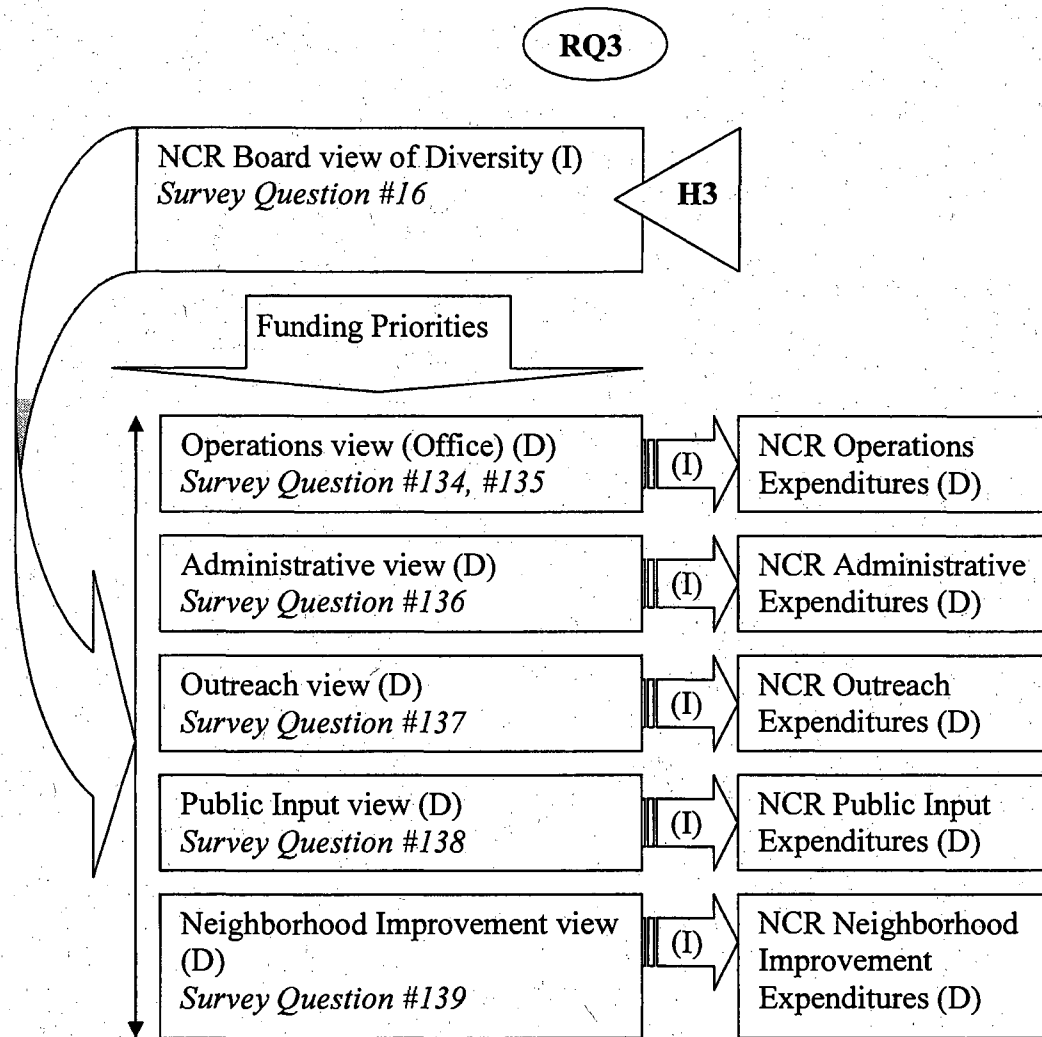 RQ3
NCR Board view of Diversity (I)
Survey Question #16
H3
Funding Priorities
Operations view (Office) (D)
Survey Question #134, #135
(I)
NCR Operations
Expenditures (D)
Administrative view (D)
Survey Question #136
(I)
NCR Administrative
Expenditures (D)
Outreach view (D)
Survey Question #137
(I)
NCR Outreach
Expenditures (D)
Public Input view (D)
Survey Question #138
(I)
NCR Public Input
Expenditures (D)
Neighborhood Improvement view
(D)
Survey Question #139
(I)
NCR Neighborhood
Improvement
Expenditures (D)